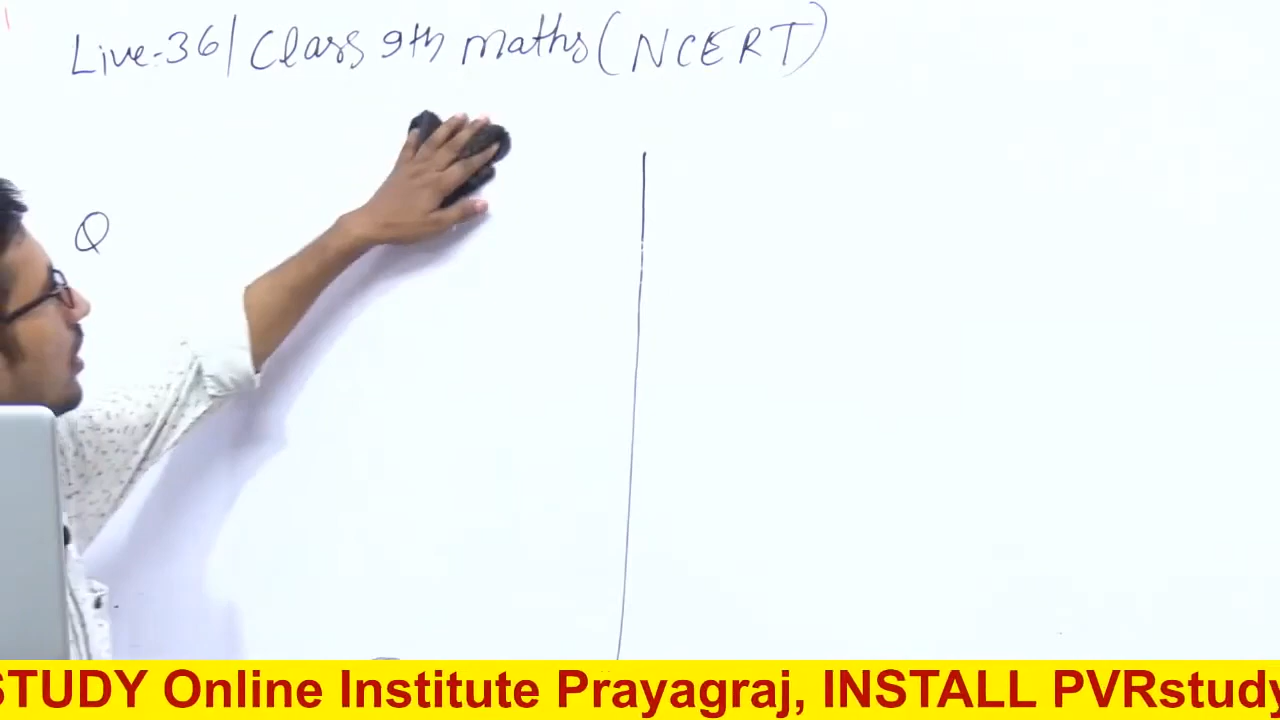 Live-36/Class 9th maths (NCERT)
Q
STUDY Online Institute Prayagraj, INSTALL PVRstudy